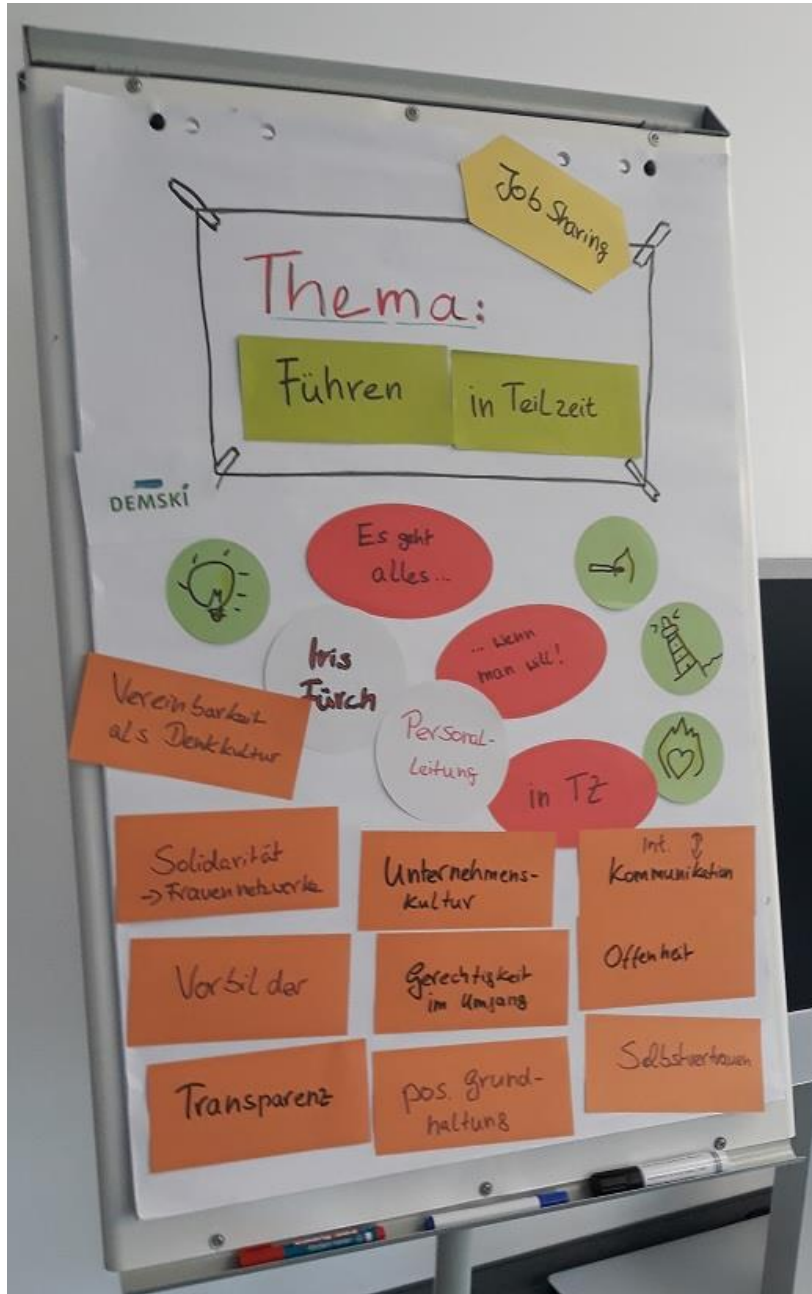 Job Sharing
Thema:
Führen
in Teilzeit
DEMSKI
Es geht
alles...
... wenn
man will!
Iris
Fürch
Personal-
leitung
in TZ
Vereinbarkeit
als Denkkultur
Solidarität
-> Frauennetzwerke
Unternehmens-
kultur
Int. ⇕
Kommunikation
Vorbilder
Gerechtigkeit
im Umgang
Offenheit
Transparenz
pos. Grund-
haltung
Selbstvertrauen